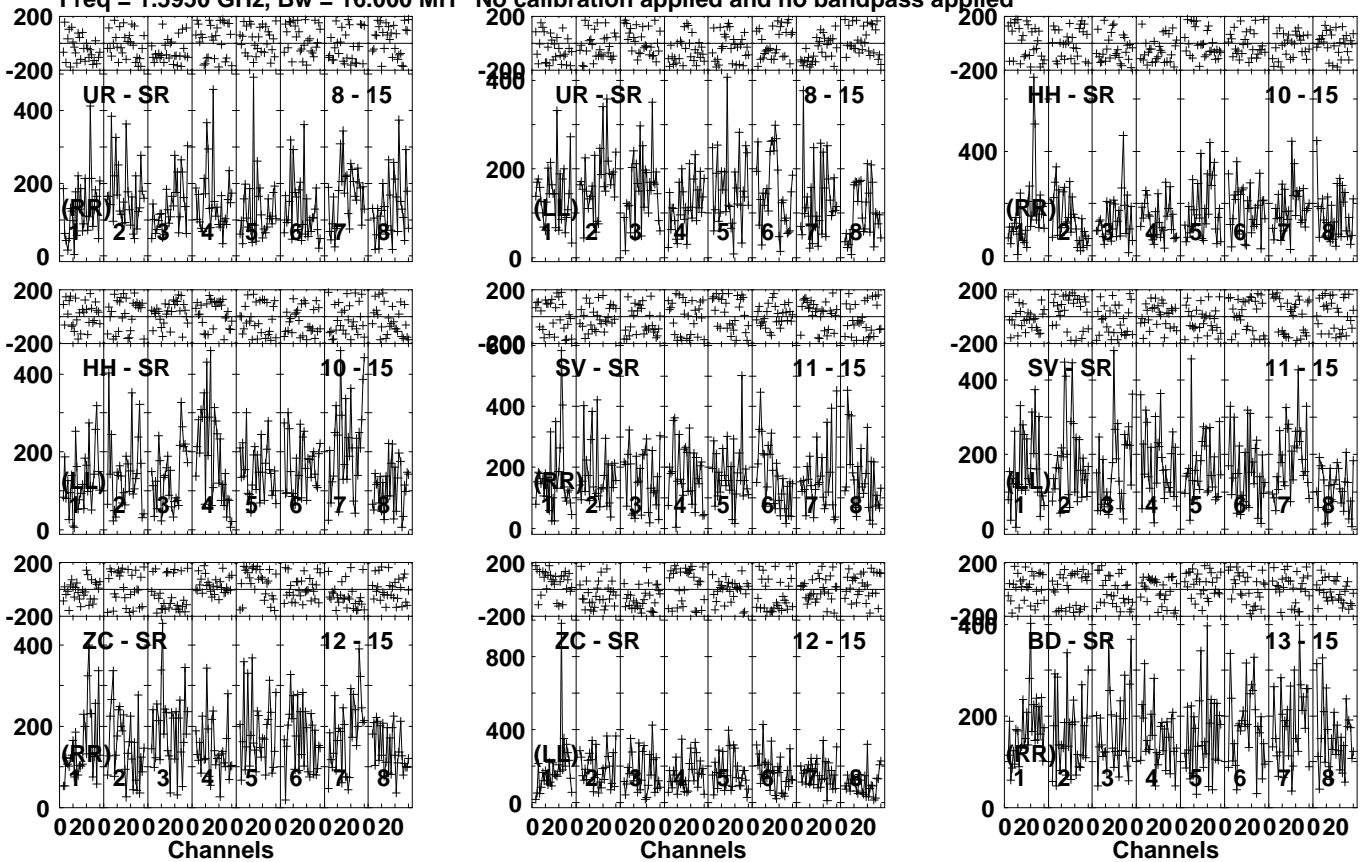 Freq = 1.5950 GHz, Bw = 16.000 MH No calibration applied and no bandpass applied
200 200 200
-200 -200 -200
UR - SR 8 - 15 UR - SR 8 - 15 HH - SR 10 - 15
400 400 400
200 200 200
(RR) (LL) (RR)
1 2 3 4 5 6 7 8 1 2 3 4 5 6 7 8 1 2 3 4 5 6 7 8
0 0 0
200 200 200
-200 -200 -200
600
HH - SR 10 - 15 SV - SR 11 - 15 SV - SR 11 - 15
400 400 400
200 200 200
(LL) (RR) (LL)
1 2 3 4 5 6 7 8 1 2 3 4 5 6 7 8 1 2 3 4 5 6 7 8
0 0 0
200 200 200
-200 -200 -200
400
ZC - SR 12 - 15 ZC - SR 12 - 15 BD - SR 13 - 15
400 800
200 400 200
(RR) (LL) (RR)
1 2 3 4 5 6 7 8 1 2 3 4 5 6 7 8 1 2 3 4 5 6 7 8
0 0 0
0 20 0 20 0 20 0 20 0 20 0 20 0 20 0 20 0 20 0 20 0 20 0 20 0 20 0 20 0 20 0 20 0 20 0 20 0 20 0 20 0 20 0 20 0 20 0 20
Channels Channels Channels